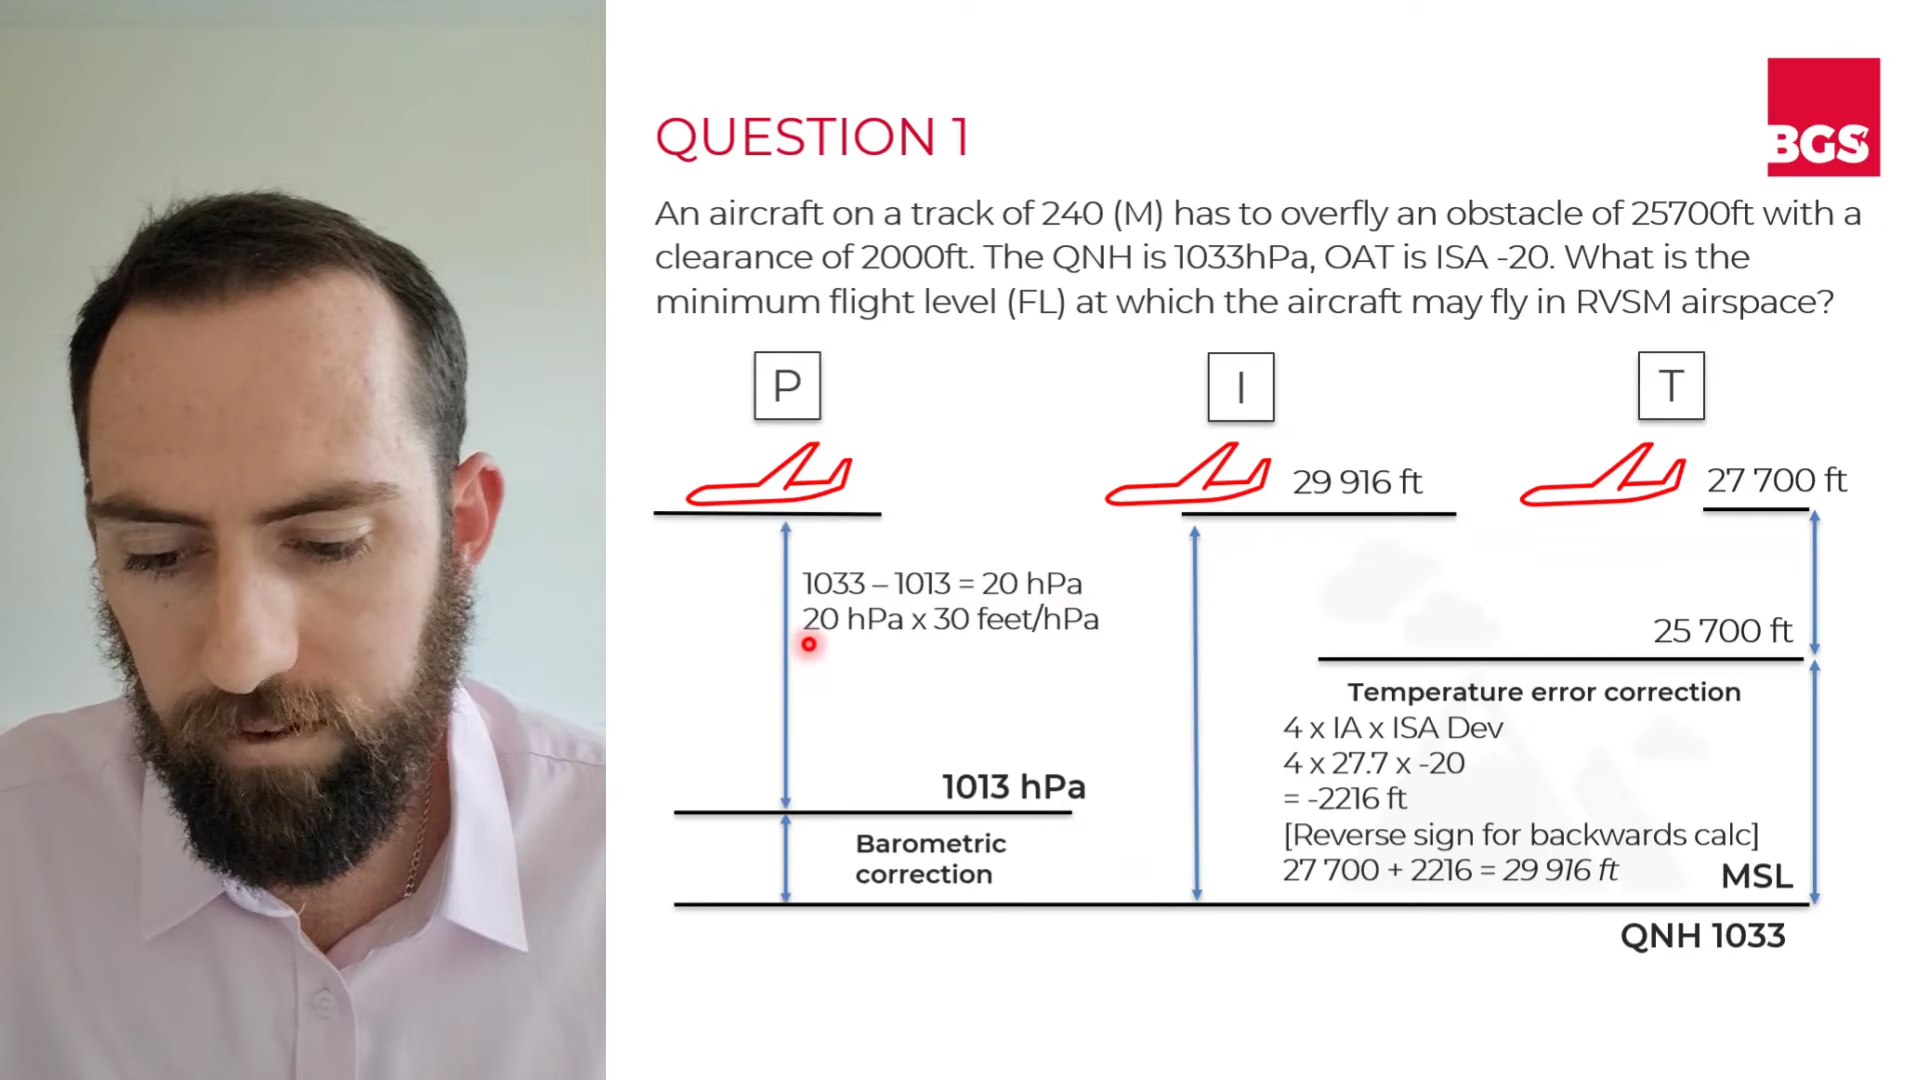 BGS
QUESTION 1
An aircraft on a track of 240 (M) has to overfly an obstacle of 25700ft with a
clearance of 2000ft. The QNH is 1033hPa, OAT is ISA -20. What is the
minimum flight level (FL) at which the aircraft may fly in RVSM airspace?
P
I
T
29 916 ft
27 700 ft
1033 – 1013 = 20 hPa
20 hPa x 30 feet/hPa
25 700 ft
Temperature error correction
4 x IA x ISA Dev
4 x 27.7 x -20
= -2216 ft
[Reverse sign for backwards calc]
27 700 + 2216 = 29 916 ft
1013 hPa
Barometric
correction
MSL
QNH 1033